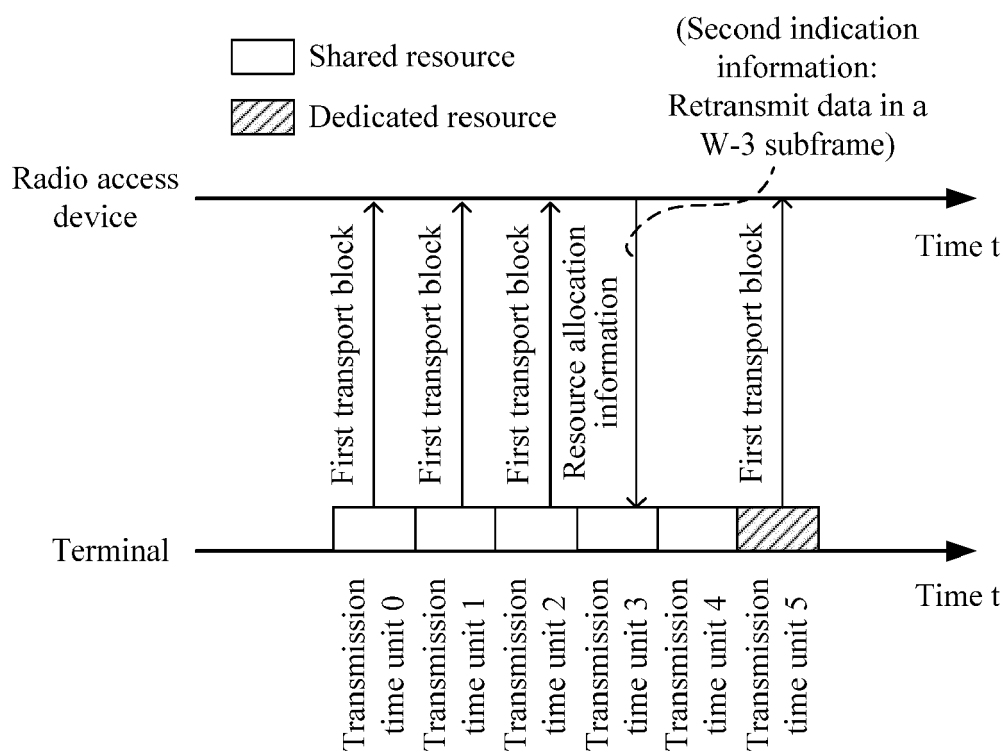 Shared resource
Dedicated resource
(Second indication
information:
Retransmit data in a
W-3 subframe)
Radio access
device
Time t
First transport block
First transport block
First transport block
Resource allocation
information
First transport block
Terminal
Time t
Transmission
time unit 0
Transmission
time unit 1
Transmission
time unit 2
Transmission
time unit 3
Transmission
time unit 4
Transmission
time unit 5